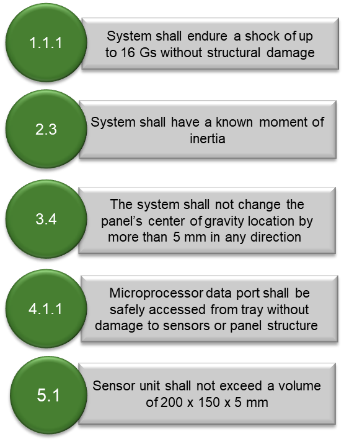 1.1.1
System shall endure a shock of up
to 16 Gs without structural damage
2.3
System shall have a known moment of
inertia
3.4
The system shall not change the
panel's center of gravity location by
more than 5 mm in any direction
4.1.1
Microprocessor data port shall be
safely accessed from tray without
damage to sensors or panel structure
5.1
Sensor unit shall not exceed a volume
of 200 x 150 x 5 mm